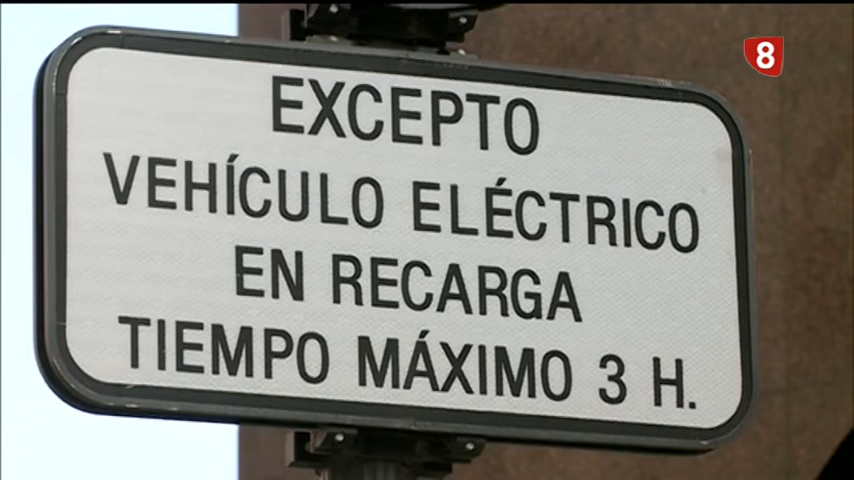 8
EXCEPTO
VEHÍCULO ELÉCTRICO
EN RECARGA
TIEMPO MÁXIMO 3 H.